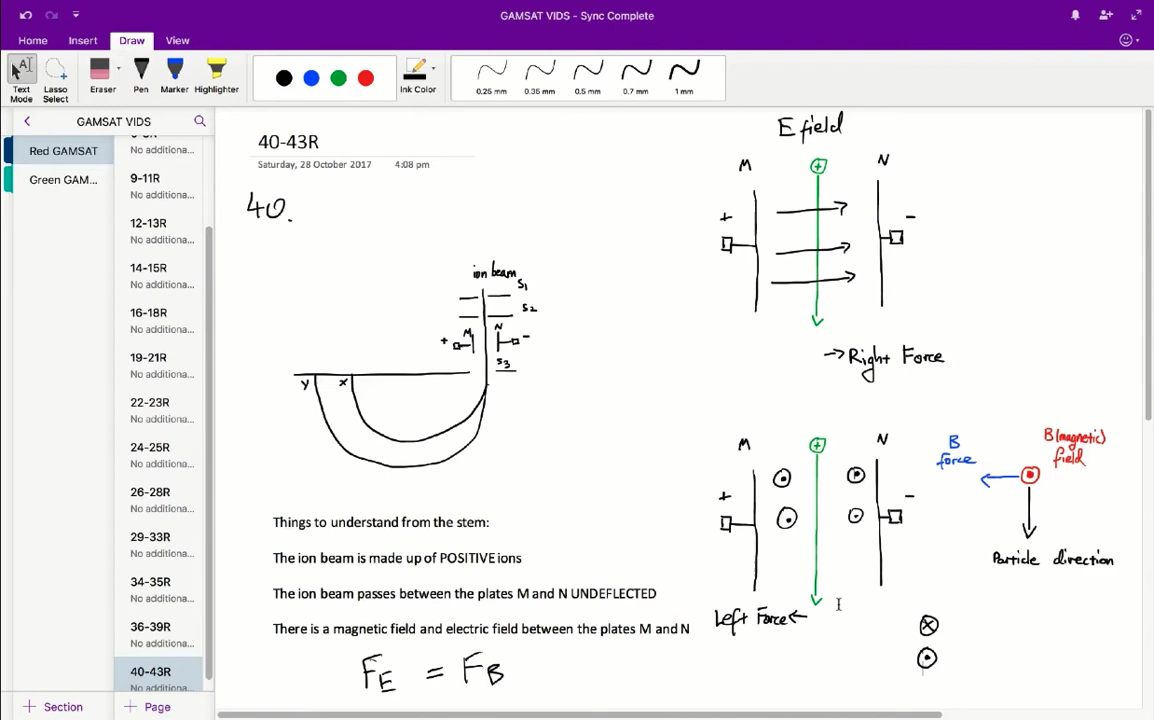 GAMSAT VIDS - Sync Complete
Home Insert Draw View
Text Mode
Lasso Select
Eraser
Pen
Marker
Highlighter
Ink Color
0.25 mm
0.35 mm
0.5 mm
0.7 mm
1 mm
GAMSAT VIDS
Red GAMSAT
Green GAM...
No additiona...
9-11R
No additiona...
12-13R
No additiona...
14-15R
No additiona...
16-18R
No additiona...
19-21R
No additiona...
22-23R
No additiona...
24-25R
No additiona...
26-28R
No additiona...
29-33R
No additiona...
34-35R
No additiona...
36-39R
No additiona...
40-43R
No additiona...
+ Section
+ Page
40-43R
Saturday, 28 October 2017 4:08 pm
40.
ion beam
S1
S2
M N
+ -
S3
y x
Things to understand from the stem:
The ion beam is made up of POSITIVE ions
The ion beam passes between the plates M and N UNDEFLECTED
There is a magnetic field and electric field between the plates M and N
FE = FB
E field
M + N
+ -
→ Right Force
M + N
+ -
Left Force ←
B force
B(magnetic) field
Particle direction